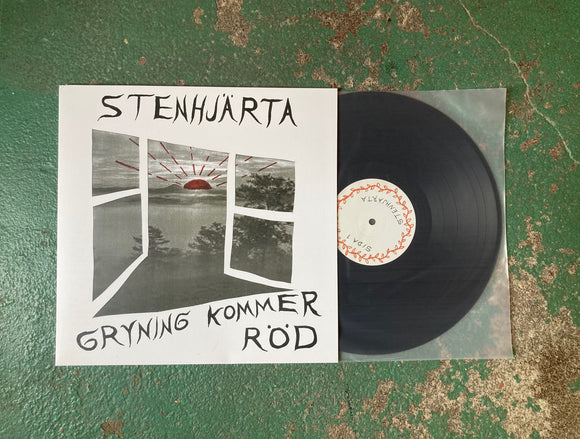 STENHJÄRTA
GRYNING KOMMER
RÖD
STENHJÄRTA
SIDA 1